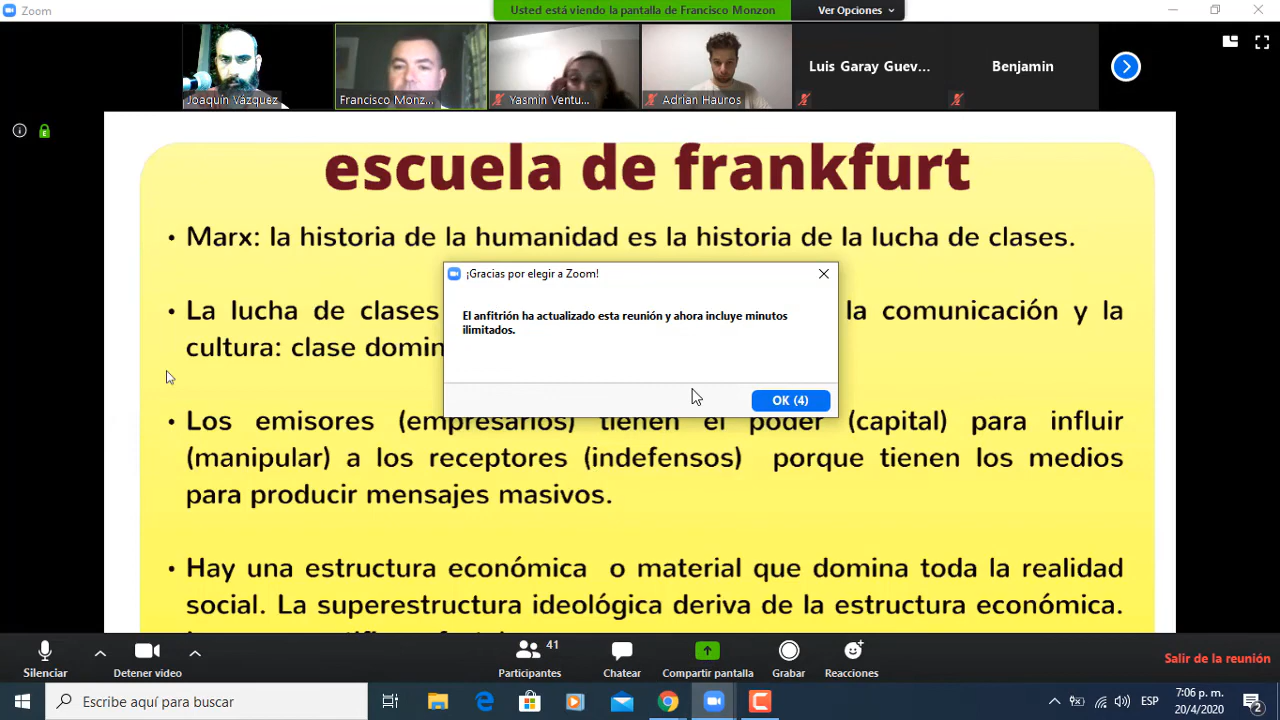 Zoom
Usted está viendo la pantalla de Francisco Monzon
Ver Opciones
Joaquín Vázquez
Francisco Monz...
Yasmin Ventu...
Adrian Hauros
Luis Garay Guev...
Benjamin
escuela de frankfurt
• Marx: la historia de la humanidad es la historia de la lucha de clases.
¡Gracias por elegir a Zoom!
El anfitrión ha actualizado esta reunión y ahora incluye minutos
ilimitados.
OK (4)
• La lucha de clases la comunicación y la
cultura: clase domin
• Los emisores (empresarios) tienen el poder (capital) para influir
(manipular) a los receptores (indefensos) porque tienen los medios
para producir mensajes masivos.
• Hay una estructura económica o material que domina toda la realidad
social. La superestructura ideológica deriva de la estructura económica.
Silenciar
Detener video
Participantes
41
Chatear
Compartir pantalla
Grabar
Reacciones
Salir de la reunión
Escribe aquí para buscar
ESP
7:06 p. m.
20/4/2020
2